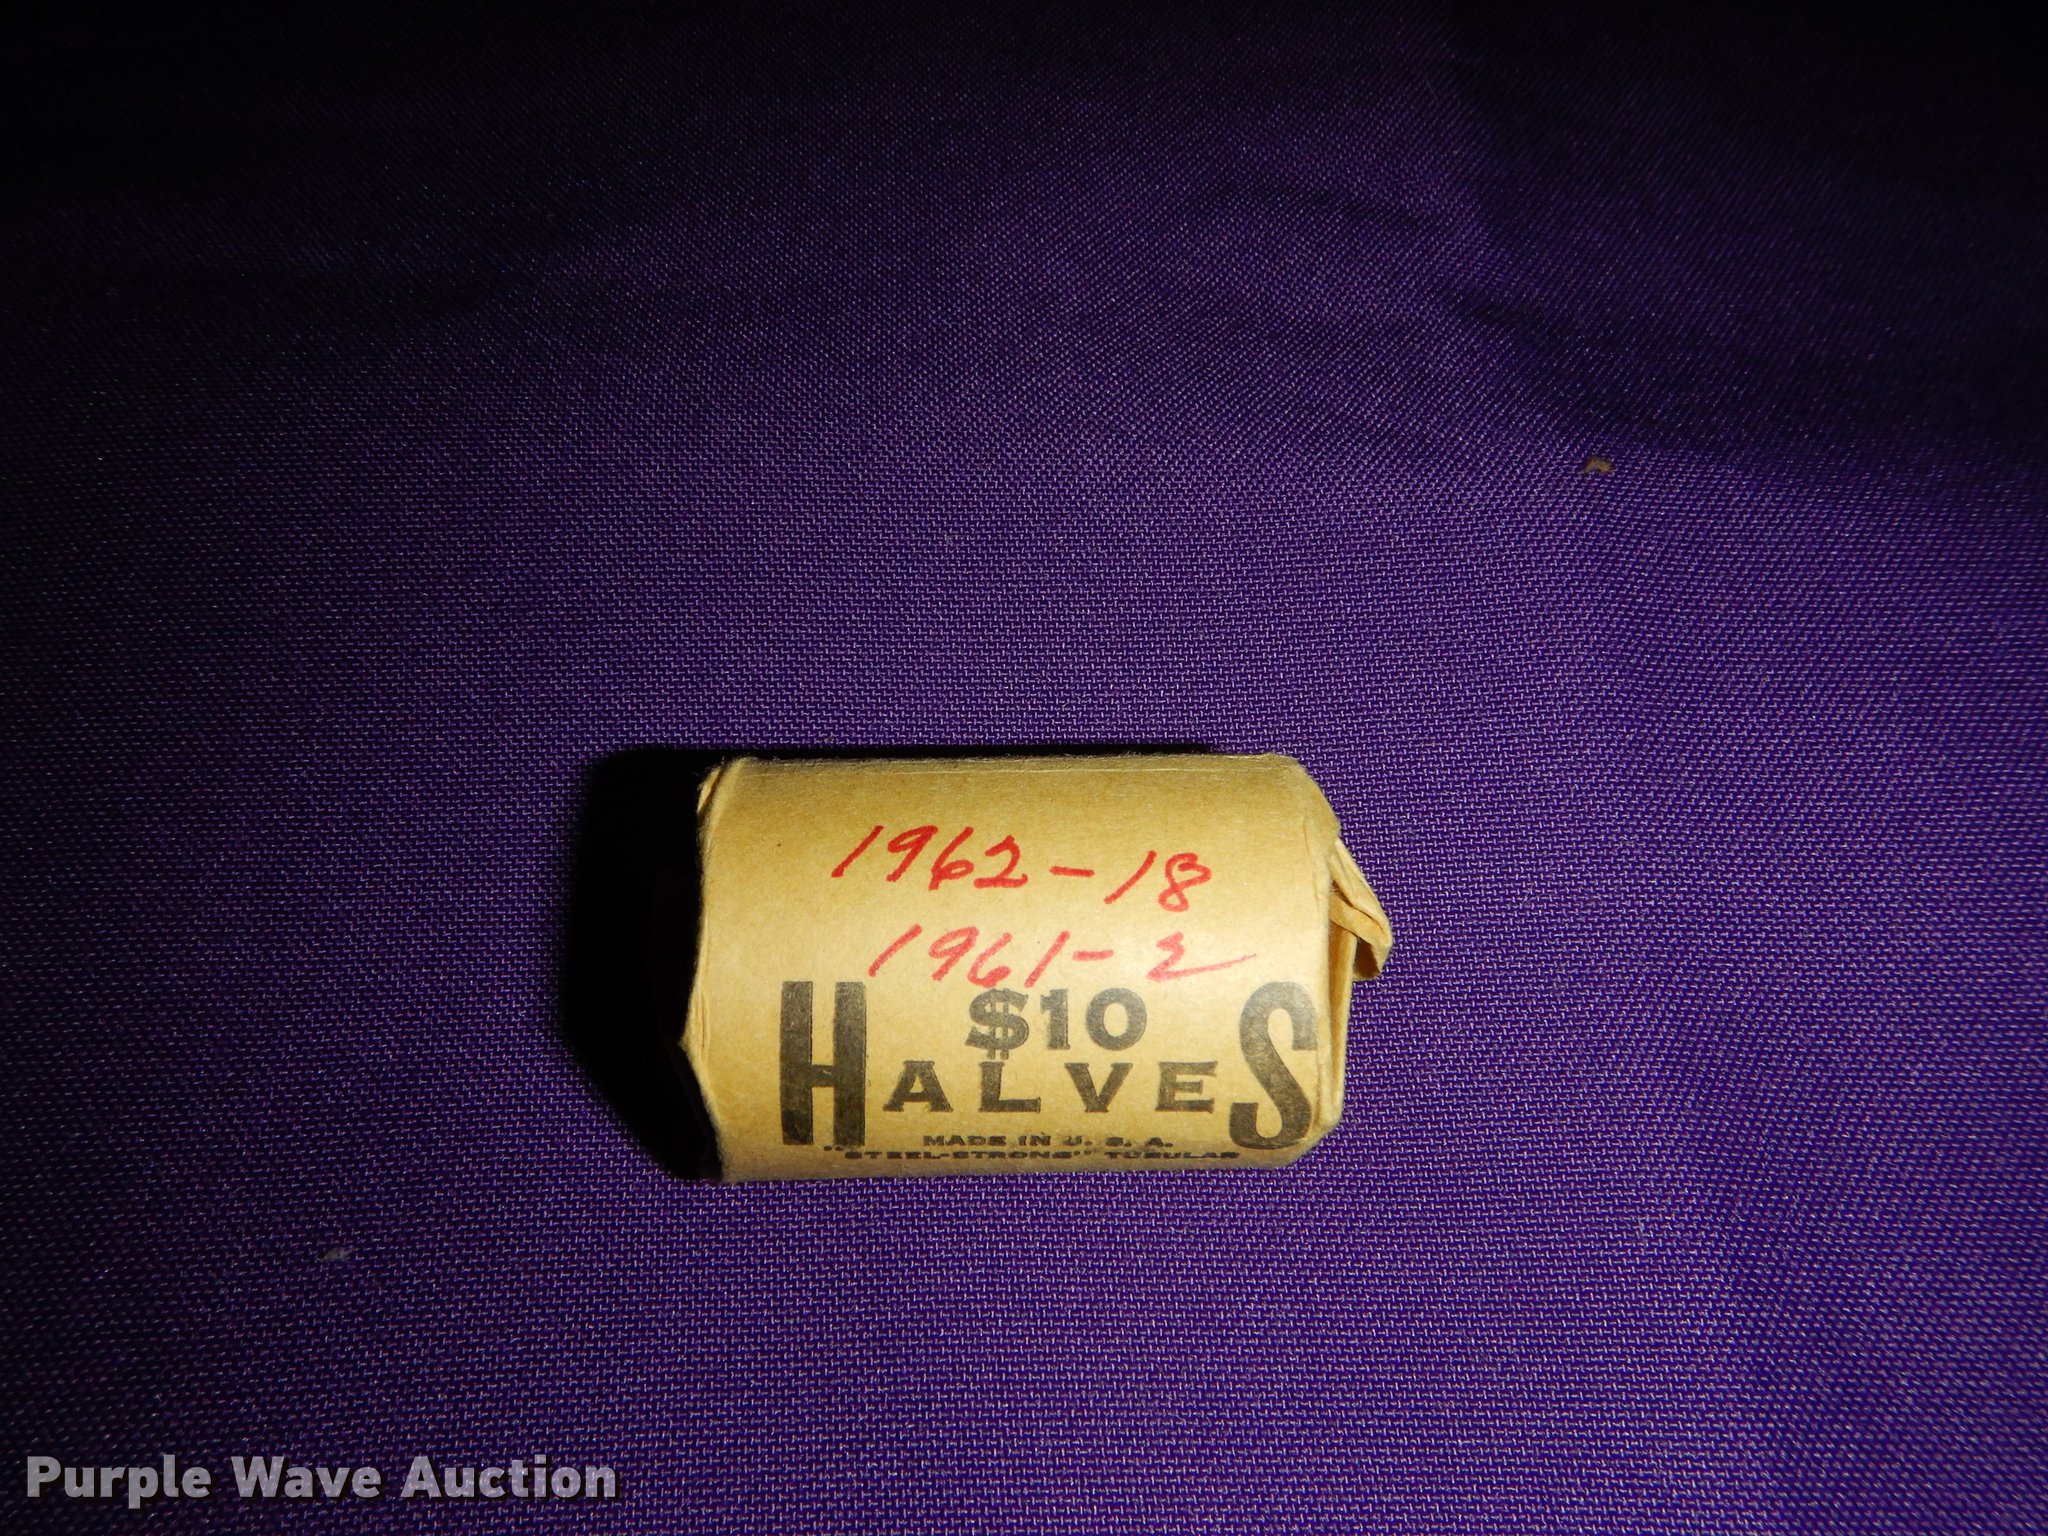 1962-18
1961-2
$10
HALVES
MADE IN U.S.A.
"STEEL-STRONG" TUBULAR
Purple Wave Auction